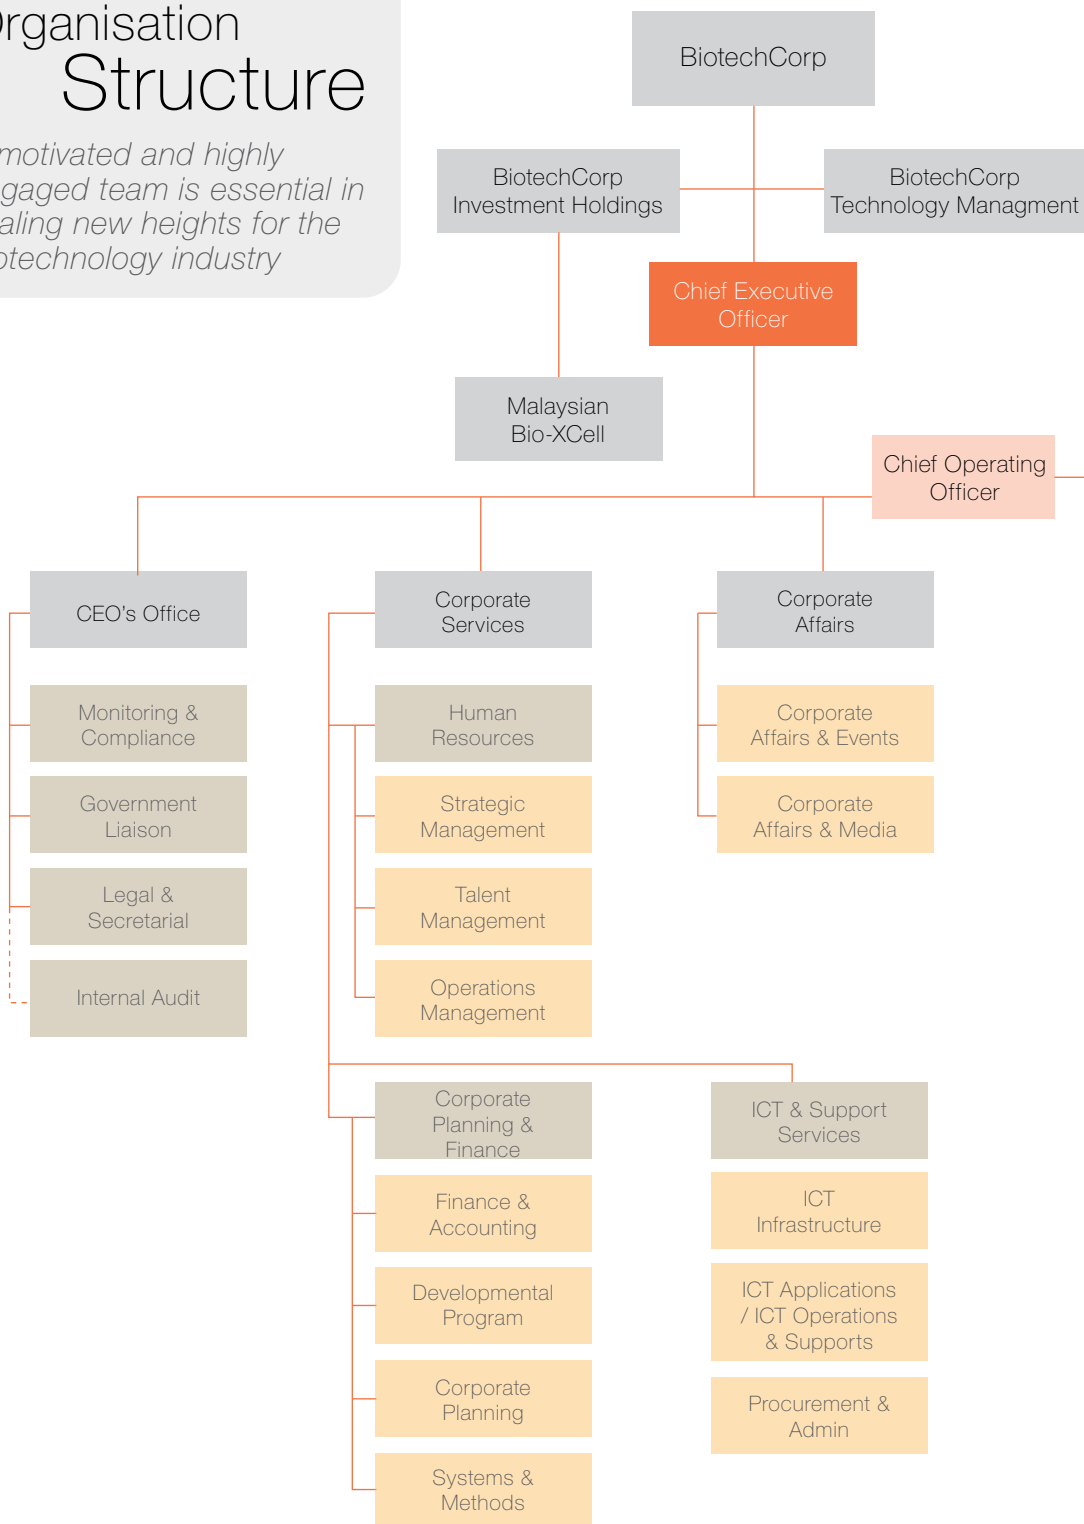 Organisation
Structure
motivated and highly
gaged team is essential in
aling new heights for the
otechnology industry
BiotechCorp
BiotechCorp
Investment Holdings
BiotechCorp
Technology Managment
Chief Executive
Officer
Malaysian
Bio-XCell
Chief Operating
Officer
CEO's Office
Monitoring &
Compliance
Government
Liaison
Legal &
Secretarial
Internal Audit
Corporate
Services
Human
Resources
Strategic
Management
Talent
Management
Operations
Management
Corporate
Affairs
Corporate
Affairs & Events
Corporate
Affairs & Media
Corporate
Planning &
Finance
Finance &
Accounting
Developmental
Program
Corporate
Planning
Systems &
Methods
ICT & Support
Services
ICT
Infrastructure
ICT Applications
/ ICT Operations
& Supports
Procurement &
Admin